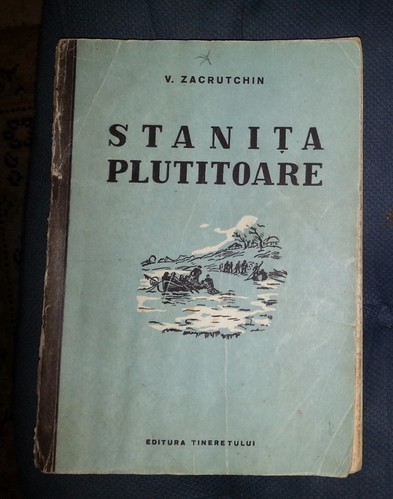 V. ZACRUTCHIN
STANIȚA
PLUTITOARE
EDITURA TINERETULUI